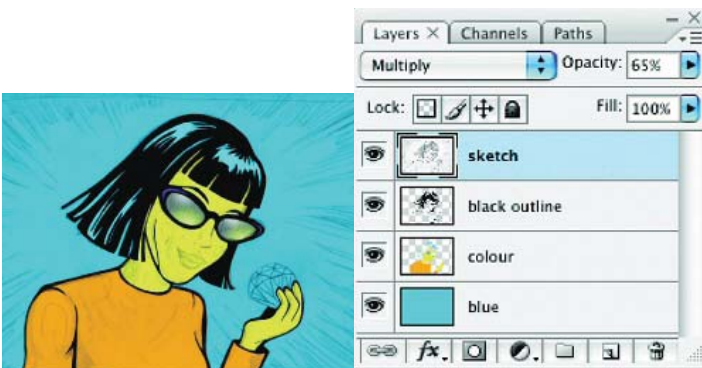 Layers × Channels Paths
Multiply Opacity: 65%
Lock: Fill: 100%
sketch
black outline
colour
blue
fx.